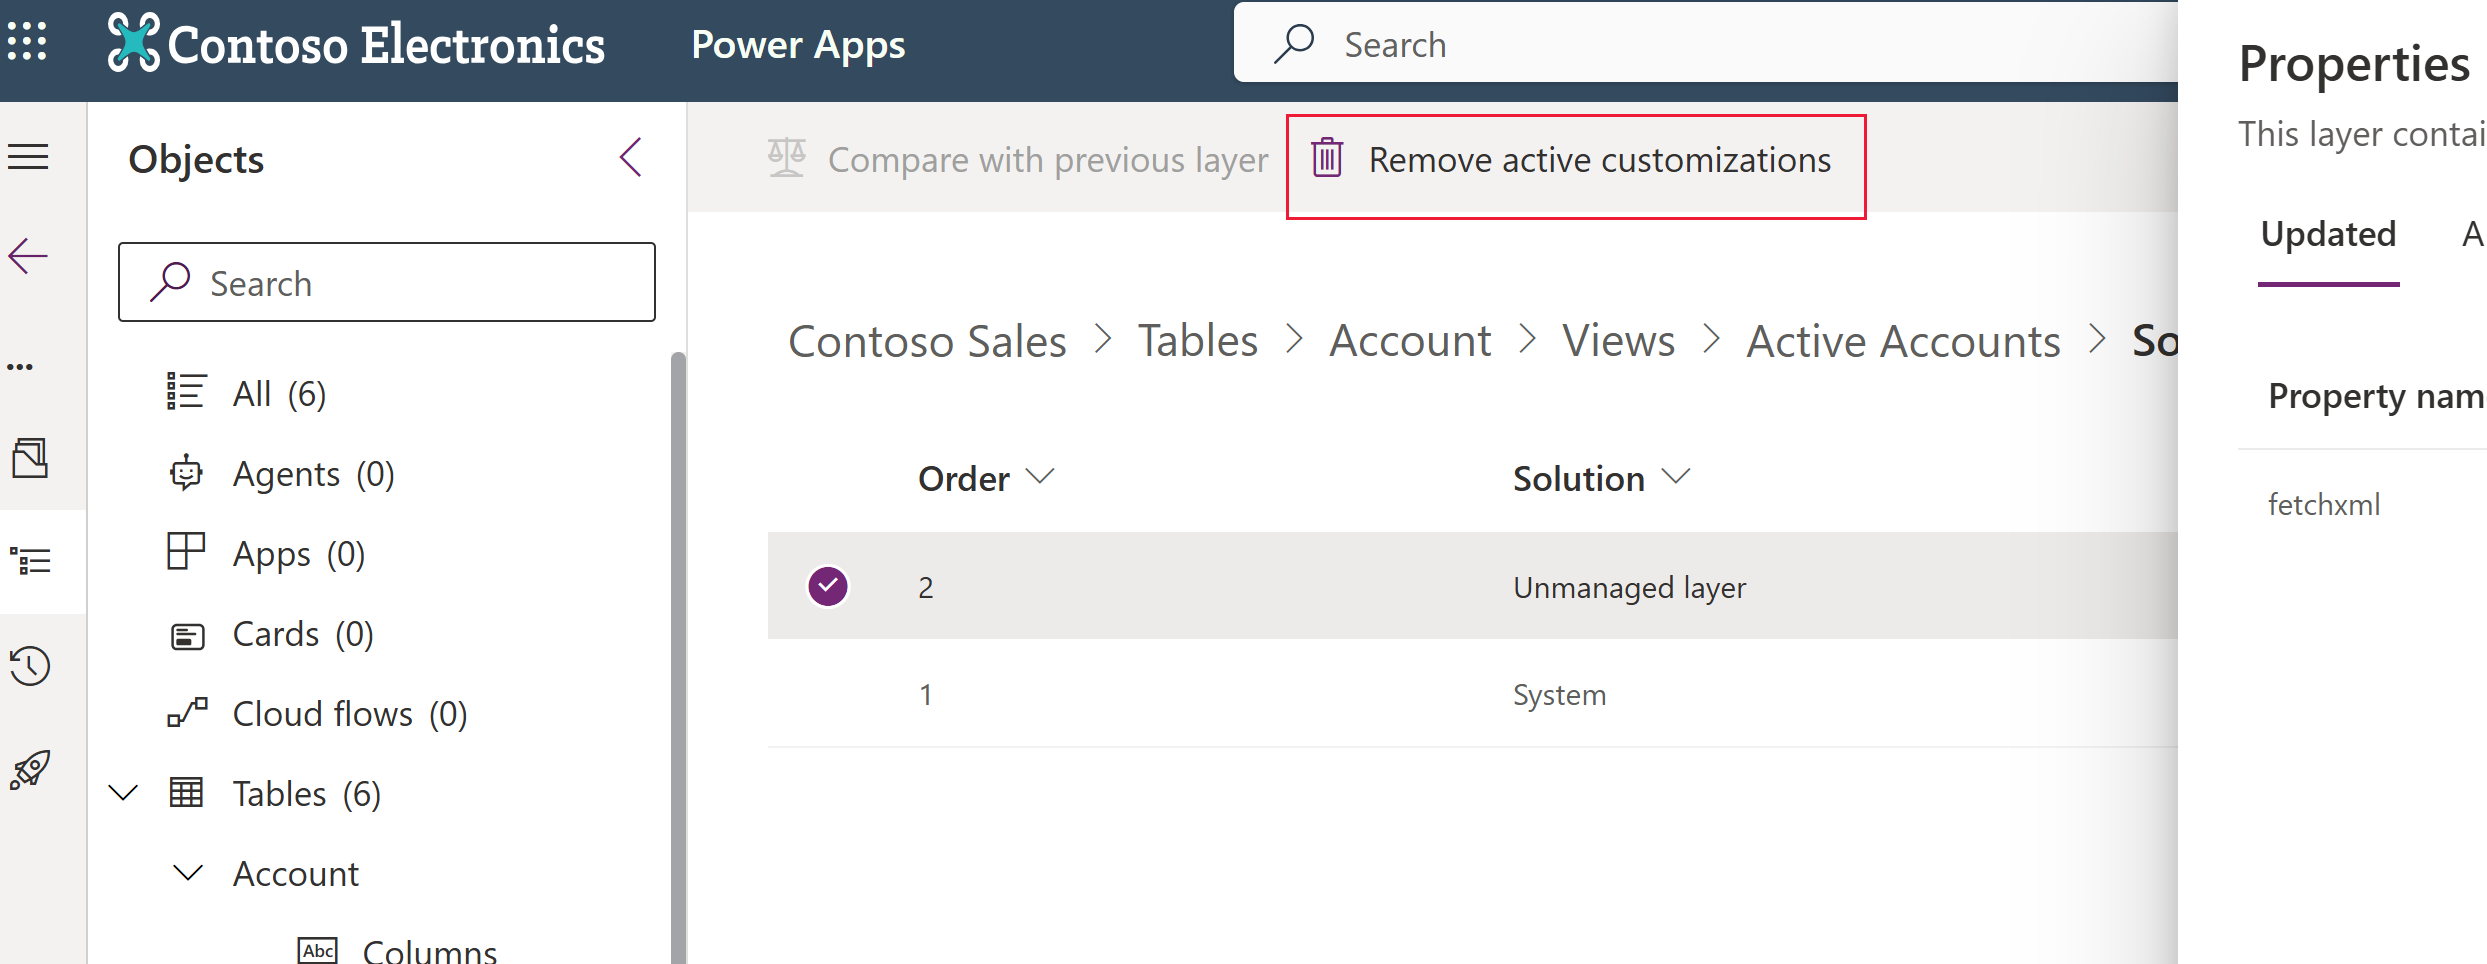 Contoso Electronics
Power Apps
Search
Objects
Search
All (6)
Agents (0)
Apps (0)
Cards (0)
Cloud flows (0)
Tables (6)
Account
Abc Columns
Compare with previous layer
Remove active customizations
Contoso Sales > Tables > Account > Views > Active Accounts > So
Order
Solution
2
Unmanaged layer
1
System
Properties
This layer contai
Updated
A
Property nam
fetchxml